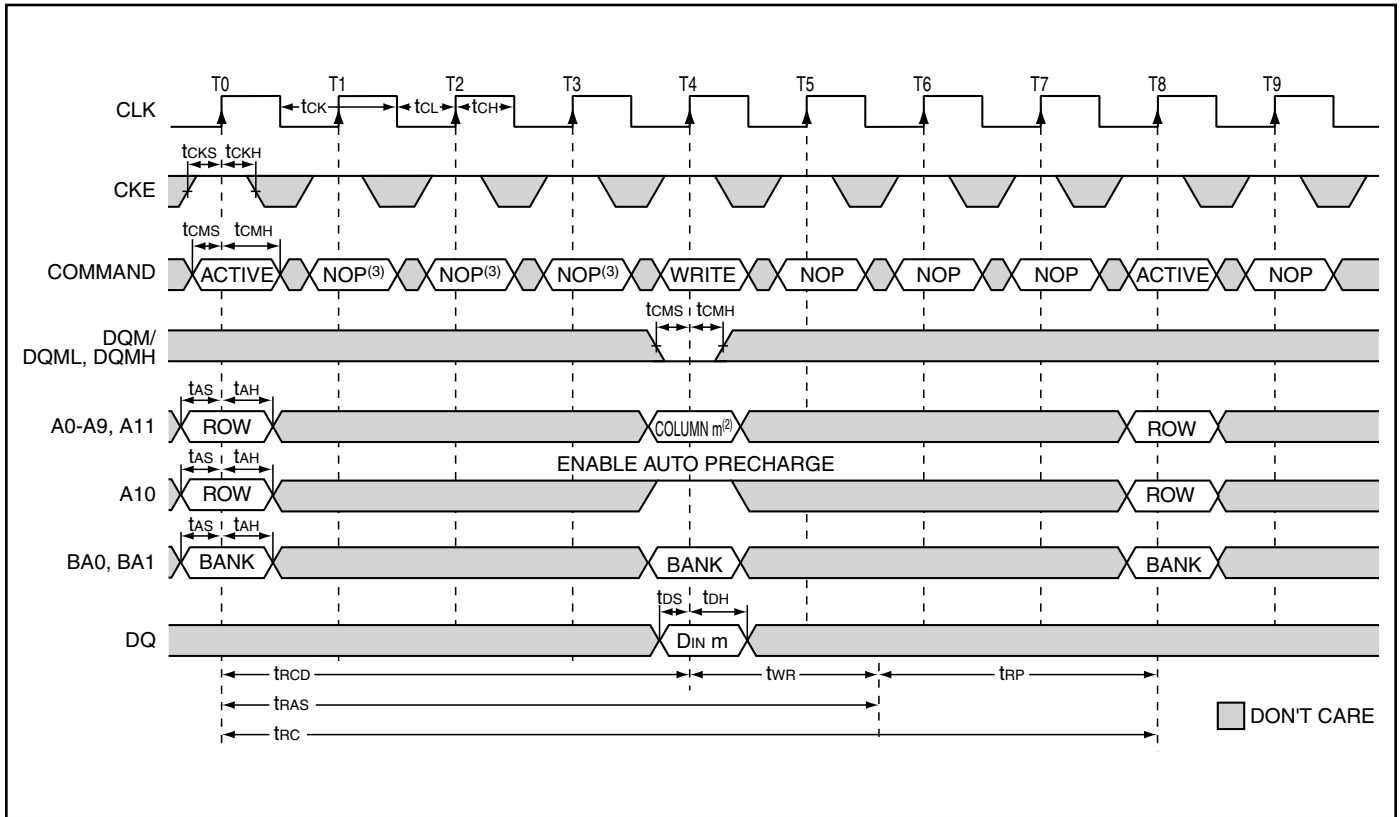 T0 T1 T2 T3 T4 T5 T6 T7 T8 T9
CLK
tCK tCL tCH
tCKS tCKH
CKE
tCMS tCMH
COMMAND ACTIVE NOP(3) NOP(3) NOP(3) WRITE NOP NOP NOP ACTIVE NOP
tCMS tCMH
DQM/
DQML, DQMH
tAS tAH
A0-A9, A11 ROW COLUMN m(2) ROW
ENABLE AUTO PRECHARGE
tAS tAH
A10 ROW ROW
tAS tAH
BA0, BA1 BANK BANK BANK
tDS tDH
DQ DIN m
tRCD tWR tRP
tRAS
DON'T CARE
tRC